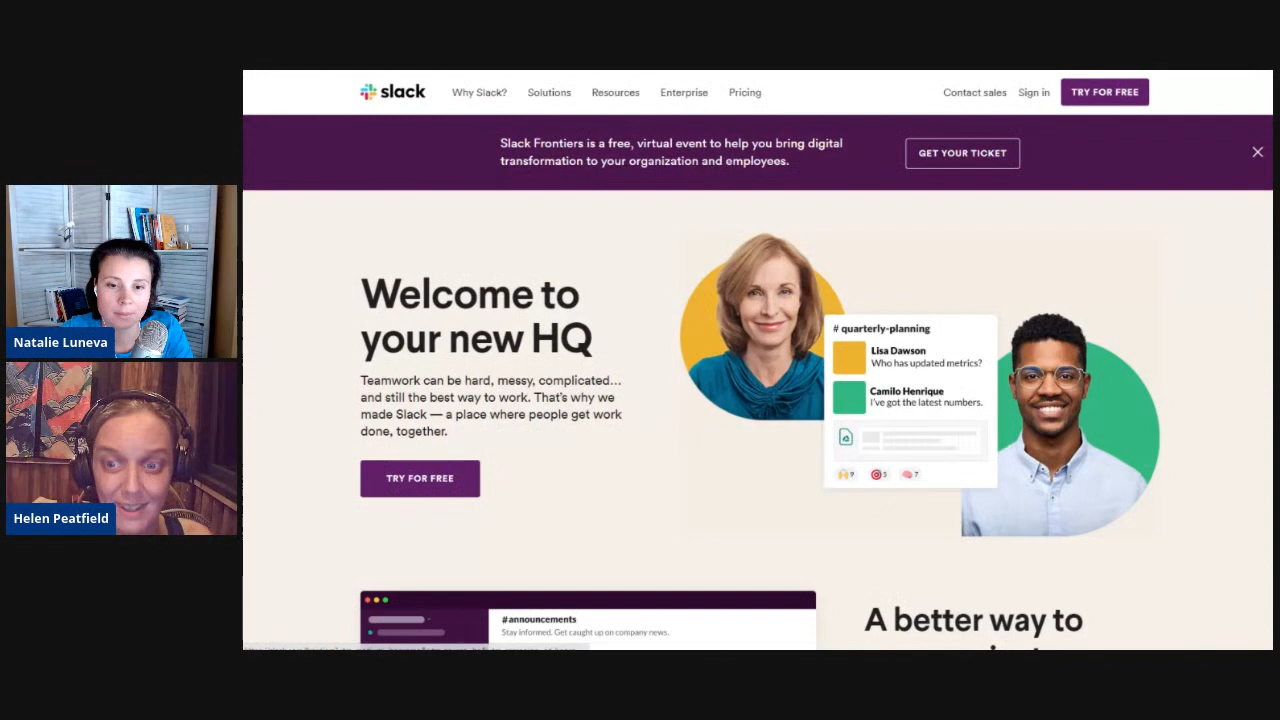 slack
Why Slack?
Solutions
Resources
Enterprise
Pricing
Contact sales
Sign in
TRY FOR FREE
Slack Frontiers is a free, virtual event to help you bring digital
transformation to your organization and employees.
GET YOUR TICKET
Natalie Luneva
Helen Peatfield
Welcome to
your new HQ
Teamwork can be hard, messy, complicated…
and still the best way to work. That's why we
made Slack — a place where people get work
done, together.
TRY FOR FREE
# quarterly-planning
Lisa Dawson
Who has updated metrics?
Camilo Henrique
I've got the latest numbers.
9
5
7
#announcements
Stay informed. Get caught up on company news.
A better way to